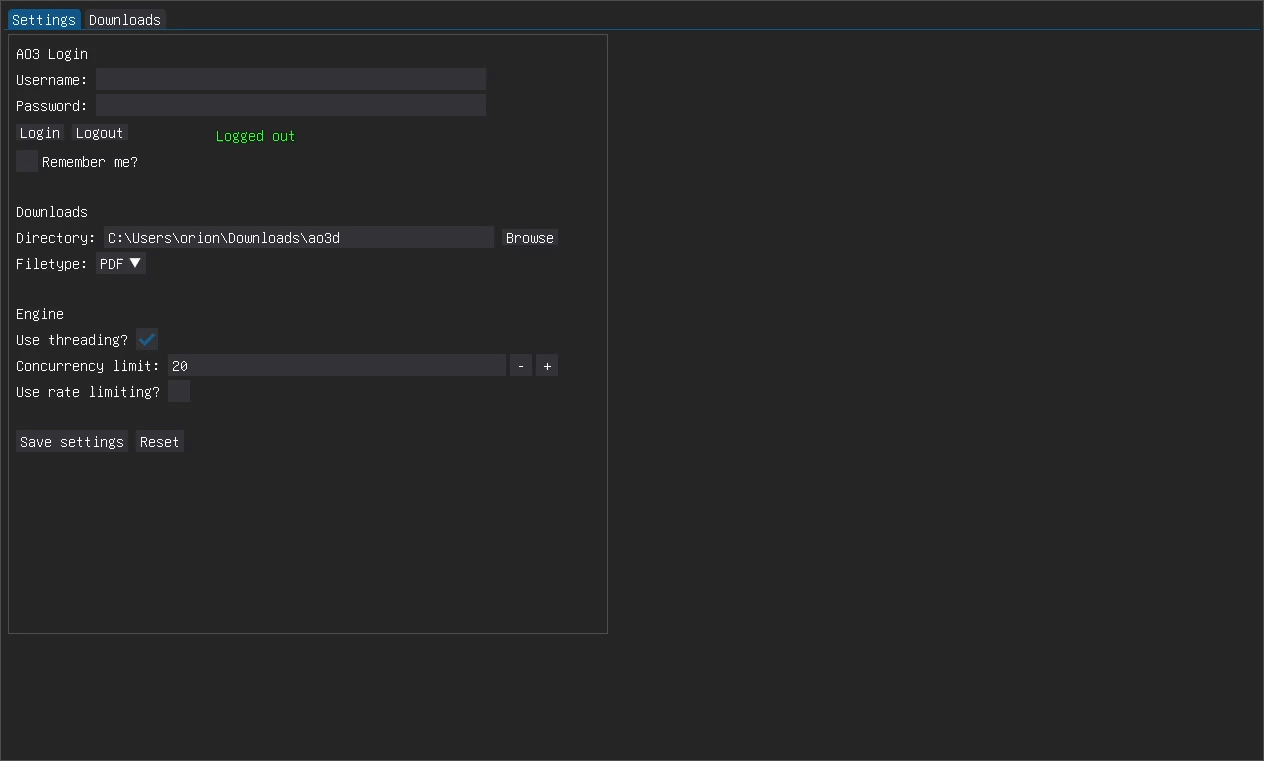 Settings Downloads
AO3 Login
Username:
Password:
Login Logout Logged out
Remember me?
Downloads
Directory: C:\Users\orion\Downloads\ao3d Browse
Filetype: PDF
Engine
Use threading?
Concurrency limit: 20 - +
Use rate limiting?
Save settings Reset